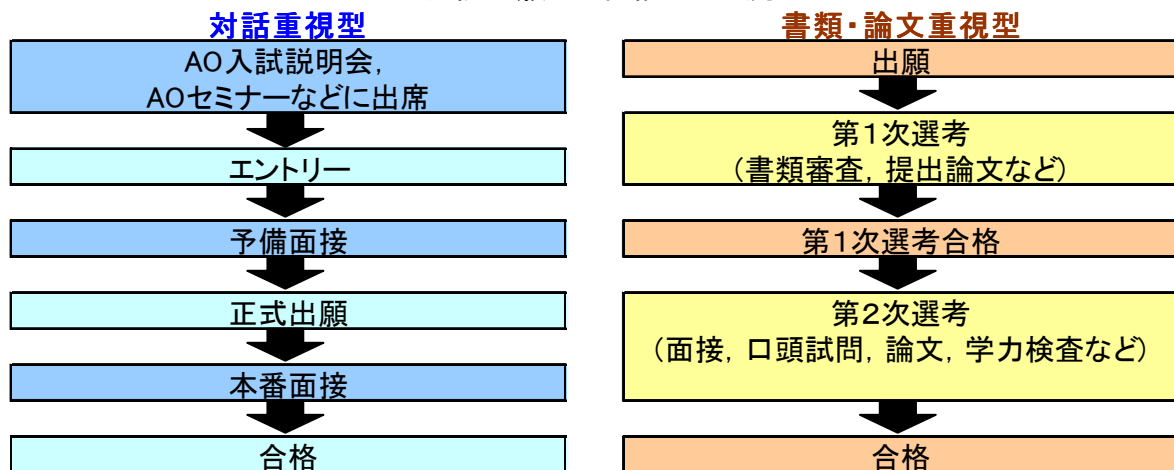 対話重視型
AO入試説明会,
AOセミナーなどに出席
エントリー
予備面接
正式出願
本番面接
合格
書類・論文重視型
出願
第1次選考
(書類審査, 提出論文など)
第1次選考合格
第2次選考
(面接, 口頭試問, 論文, 学力検査など)
合格